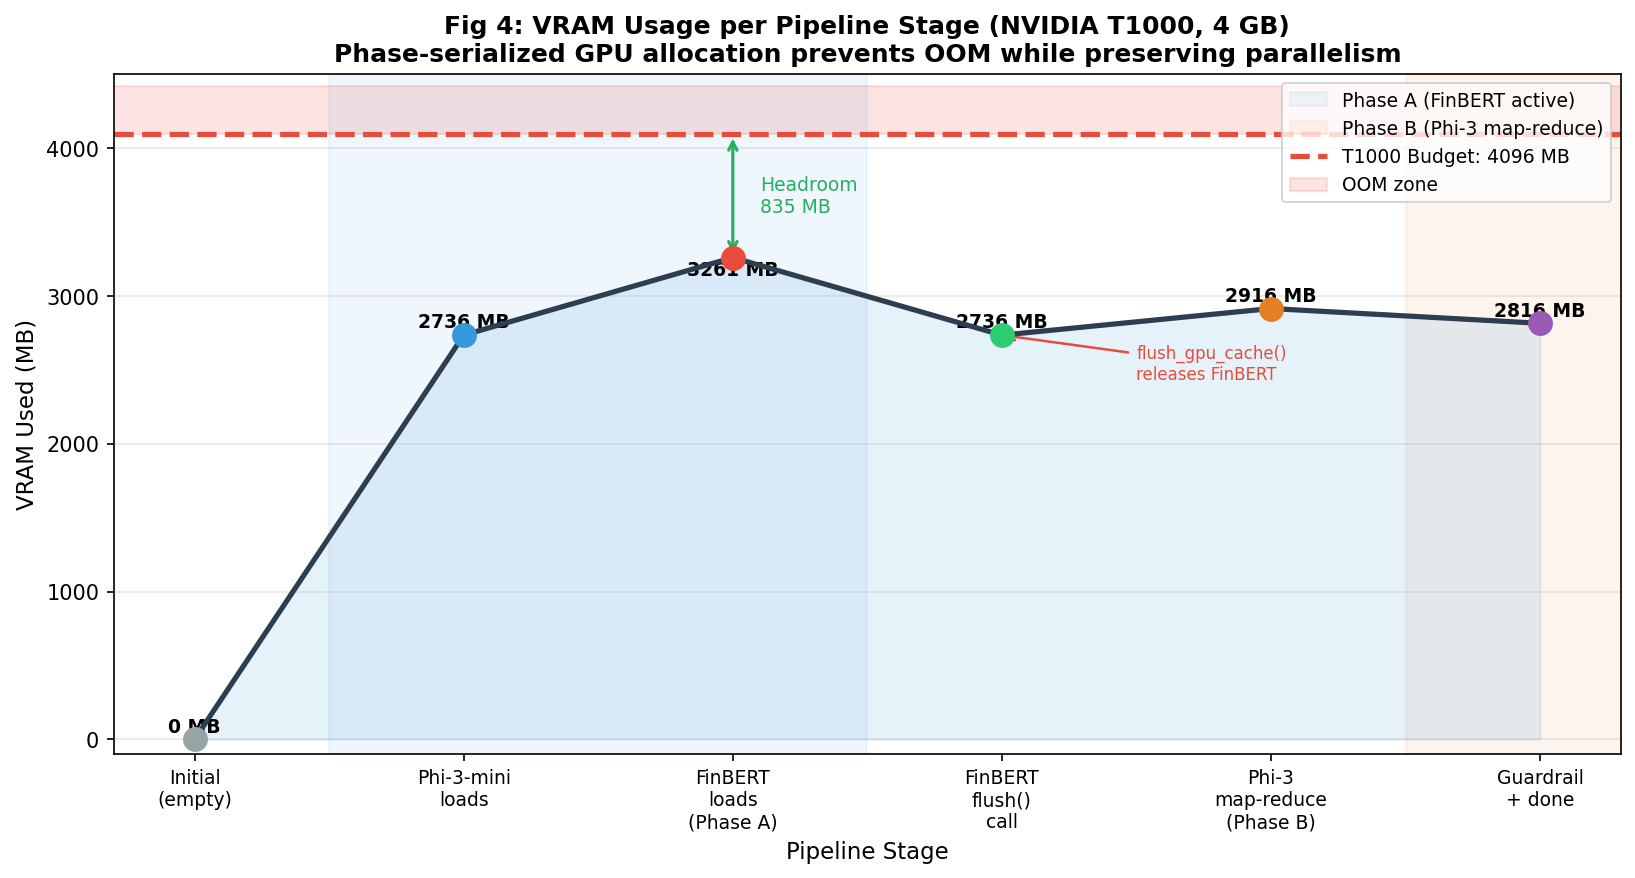 Fig 4: VRAM Usage per Pipeline Stage (NVIDIA T1000, 4 GB)
Phase-serialized GPU allocation prevents OOM while preserving parallelism
Phase A (FinBERT active)
Phase B (Phi-3 map-reduce)
T1000 Budget: 4096 MB
OOM zone
VRAM Used (MB)
4000
3000
2000
1000
0
Headroom
835 MB
0 MB
2736 MB
3261 MB
2736 MB
2916 MB
2816 MB
flush_gpu_cache()
releases FinBERT
Initial
(empty)
Phi-3-mini
loads
FinBERT
loads
(Phase A)
FinBERT
flush()
call
Phi-3
map-reduce
(Phase B)
Guardrail
+ done
Pipeline Stage